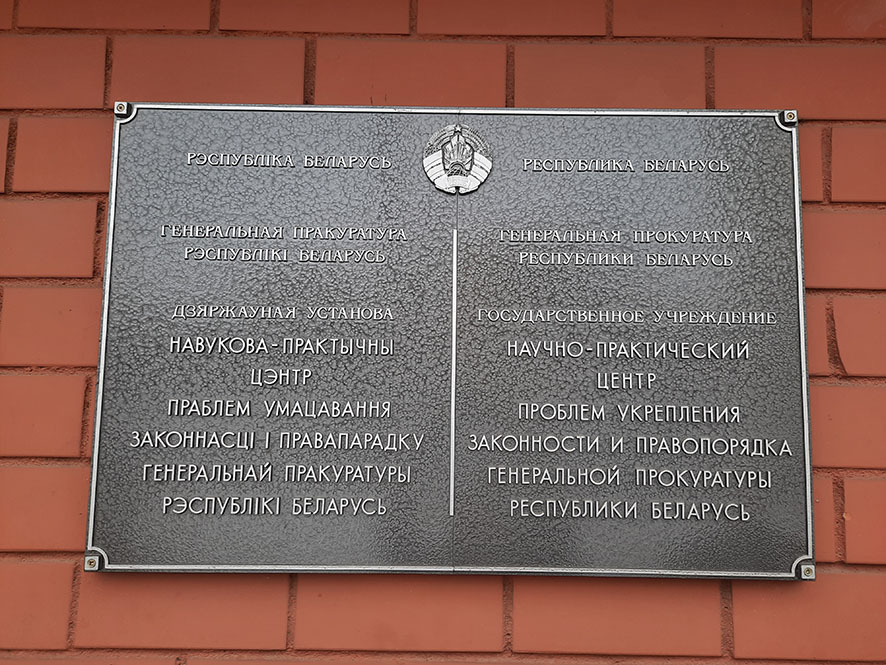 РЭСПУБЛІКА БЕЛАРУСЬ
ГЕНЕРАЛЬНАЯ ПРАКУРАТУРА
РЭСПУБЛІКІ БЕЛАРУСЬ
ДЗЯРЖАУНАЯ УСТАНОВА
НАВУКОВА-ПРАКТЫЧНЫ
ЦЭНТР
ПРАБЛЕМ УМАЦАВАННЯ
ЗАКОННАСЦІ І ПРАВАПАРАДКУ
ГЕНЕРАЛЬНАЙ ПРАКУРАТУРЫ
РЭСПУБЛІКІ БЕЛАРУСЬ
РЕСПУБЛИКА БЕЛАРУСЬ
ГЕНЕРАЛЬНАЯ ПРОКУРАТУРА
РЕСПУБЛИКИ БЕЛАРУСЬ
ГОСУДАРСТВЕННОЕ УЧРЕЖДЕНИЕ
НАУЧНО-ПРАКТИЧЕСКИЙ
ЦЕНТР
ПРОБЛЕМ УКРЕПЛЕНИЯ
ЗАКОННОСТИ И ПРАВОПОРЯДКА
ГЕНЕРАЛЬНОЙ ПРОКУРАТУРЫ
РЕСПУБЛИКИ БЕЛАРУСЬ